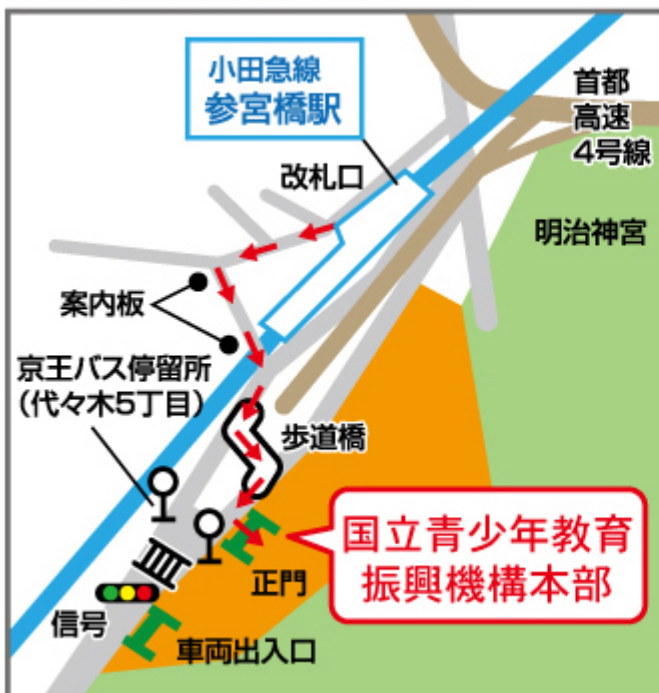 小田急線
参宮橋駅
首都
高速
4号線
改札口
明治神宮
案内板
京王バス停留所
（代々木5丁目）
歩道橋
国立青少年教育
振興機構本部
正門
信号
車両出入口